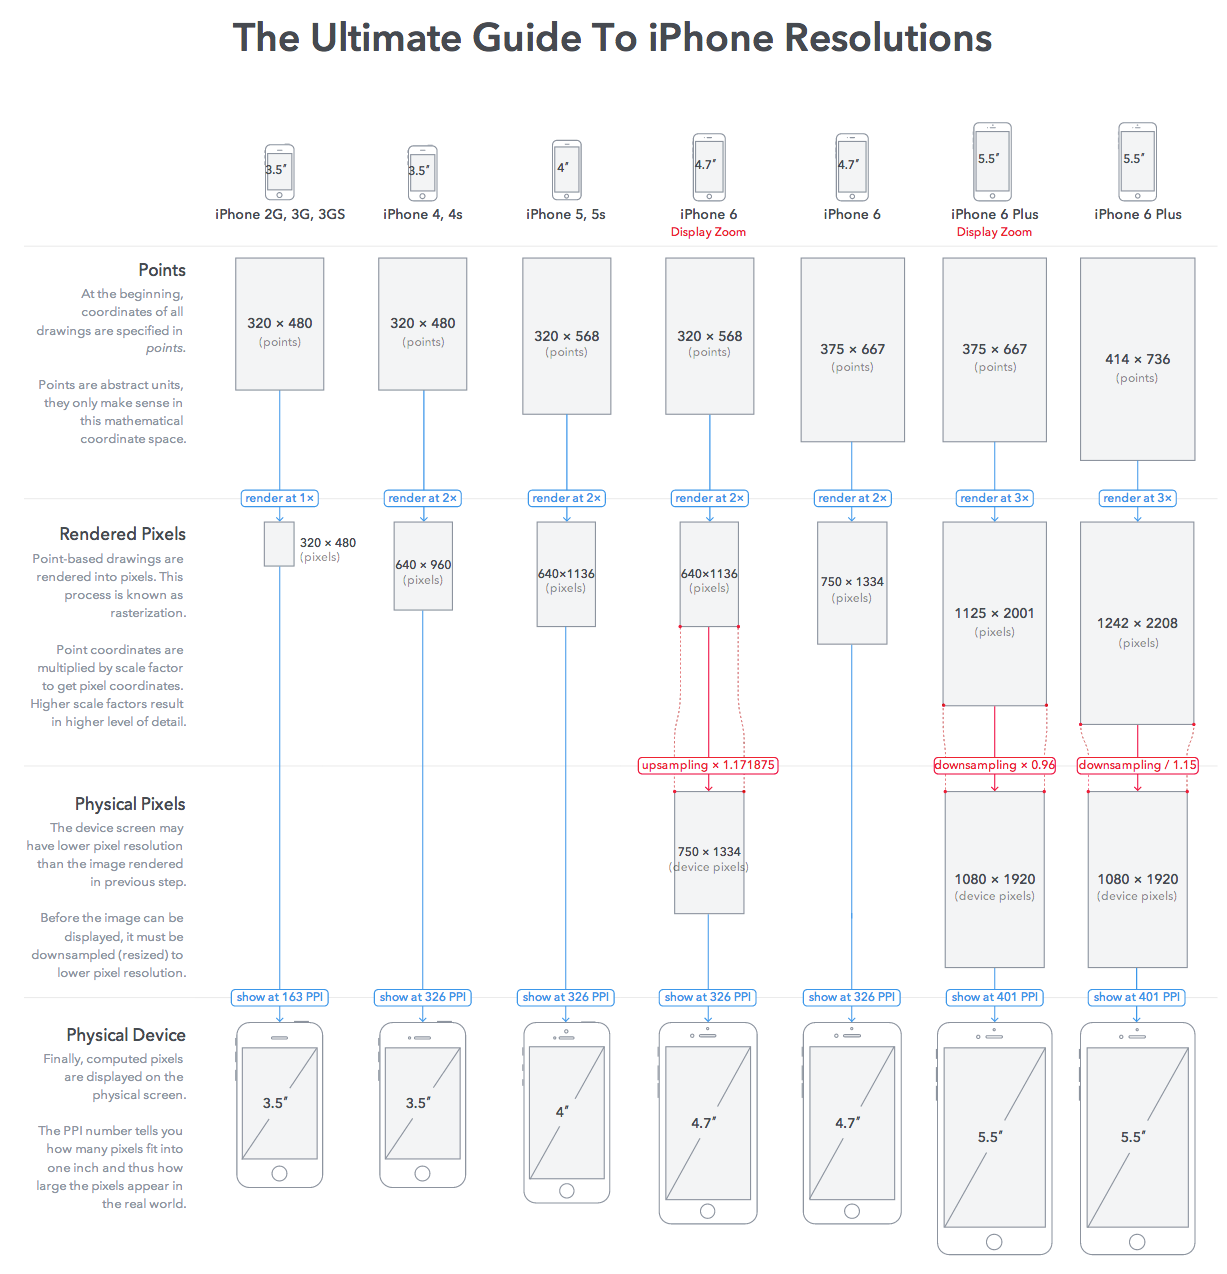 The Ultimate Guide To iPhone Resolutions
3.5″
3.5″
4″
4.7″
4.7″
5.5″
5.5″
iPhone 2G, 3G, 3GS
iPhone 4, 4s
iPhone 5, 5s
iPhone 6
Display Zoom
iPhone 6
iPhone 6 Plus
Display Zoom
iPhone 6 Plus
Points
At the beginning,
coordinates of all
drawings are specified in
points.
Points are abstract units,
they only make sense in
this mathematical
coordinate space.
320 × 480
(points)
320 × 480
(points)
320 × 568
(points)
320 × 568
(points)
375 × 667
(points)
375 × 667
(points)
414 × 736
(points)
render at 1×
render at 2×
render at 2×
render at 2×
render at 2×
render at 3×
render at 3×
Rendered Pixels
Point-based drawings are
rendered into pixels. This
process is known as
rasterization.
Point coordinates are
multiplied by scale factor
to get pixel coordinates.
Higher scale factors result
in higher level of detail.
320 × 480
(pixels)
640 × 960
(pixels)
640×1136
(pixels)
640×1136
(pixels)
750 × 1334
(pixels)
1125 × 2001
(pixels)
1242 × 2208
(pixels)
upsampling × 1.171875
downsampling × 0.96
downsampling / 1.15
Physical Pixels
The device screen may
have lower pixel resolution
than the image rendered
in previous step.
Before the image can be
displayed, it must be
downsampled (resized) to
lower pixel resolution.
750 × 1334
(device pixels)
1080 × 1920
(device pixels)
1080 × 1920
(device pixels)
show at 163 PPI
show at 326 PPI
show at 326 PPI
show at 326 PPI
show at 326 PPI
show at 401 PPI
show at 401 PPI
Physical Device
Finally, computed pixels
are displayed on the
physical screen.
The PPI number tells you
how many pixels fit into
one inch and thus how
large the pixels appear in
the real world.
3.5″
3.5″
4″
4.7″
4.7″
5.5″
5.5″